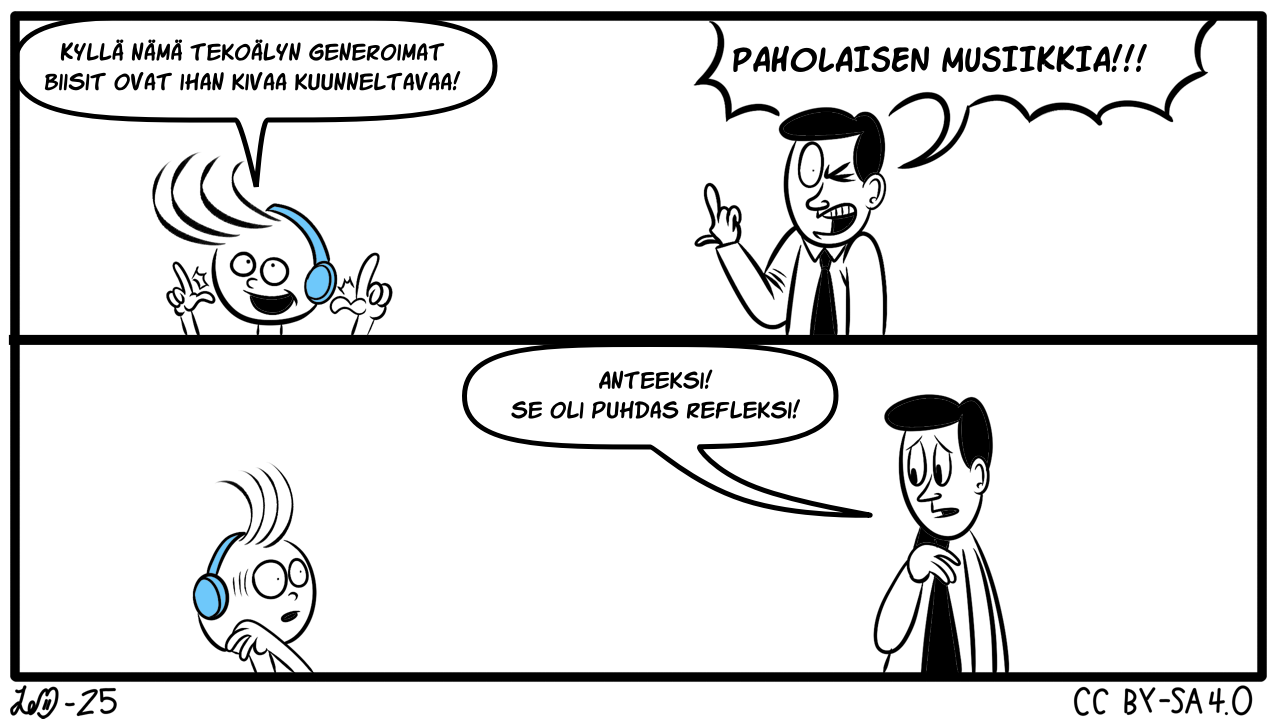 KYLLÄ NÄMÄ TEKOÄLYN GENEROIMAT
BIISIT OVAT IHAN KIVAA KUUNNELTAVAA!
PAHOLAISEN MUSIIKKIA!!!
ANTEEKSI!
SE OLI PUHDAS REFLEKSI!
-25
CC BY-SA 4.0